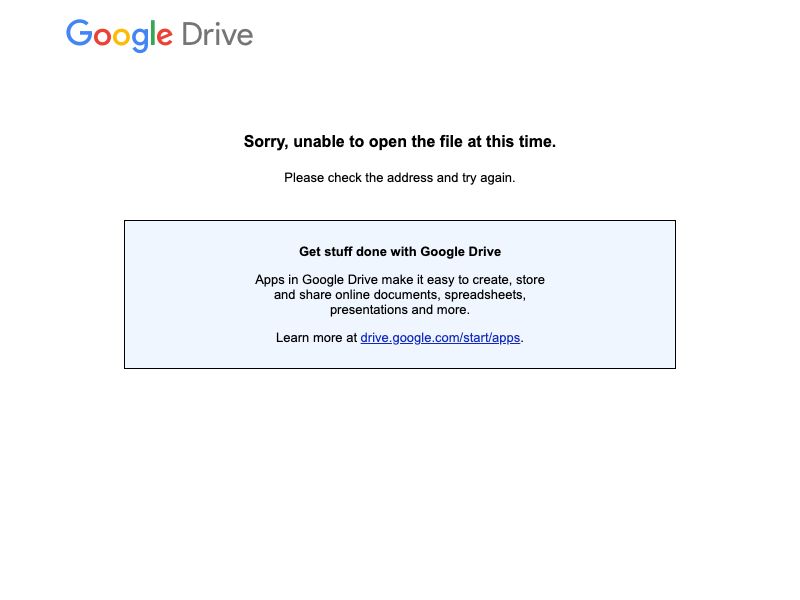 Google Drive
Sorry, unable to open the file at this time.
Please check the address and try again.
Get stuff done with Google Drive
Apps in Google Drive make it easy to create, store
and share online documents, spreadsheets,
presentations and more.
Learn more at drive.google.com/start/apps.